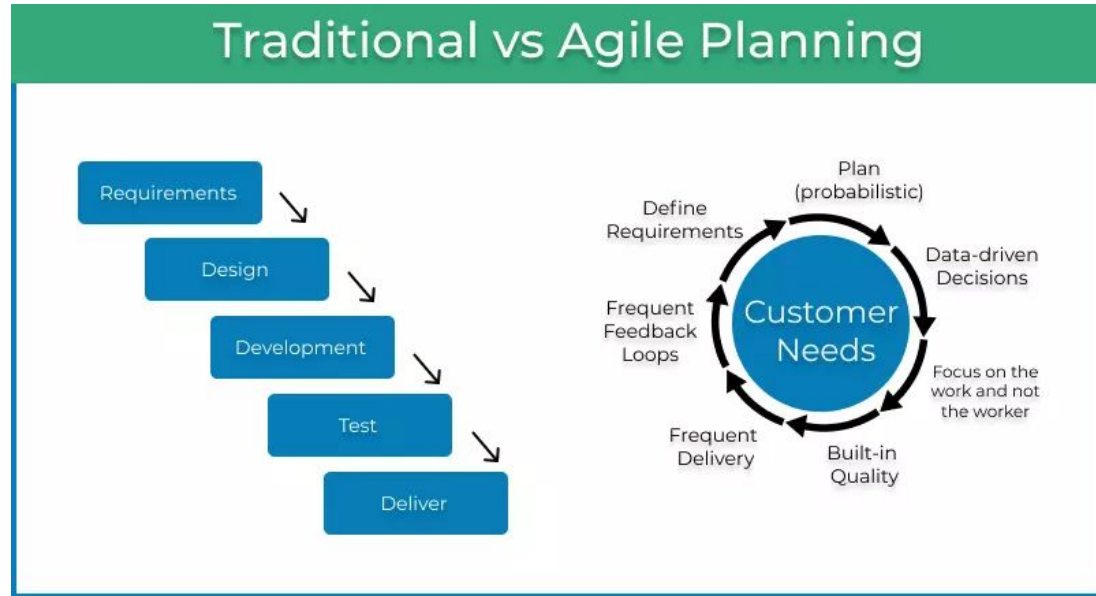 Traditional vs Agile Planning
Requirements
Design
Development
Test
Deliver
Plan
(probabilistic)
Data-driven
Decisions
Focus on the
work and not
the worker
Built-in
Quality
Frequent
Delivery
Frequent
Feedback
Loops
Define
Requirements
Customer
Needs